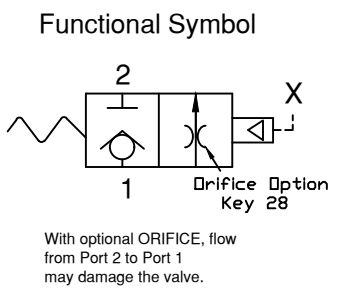 Functional Symbol
2
X
1
Orifice Option
Key 28
With optional ORIFICE, flow
from Port 2 to Port 1
may damage the valve.